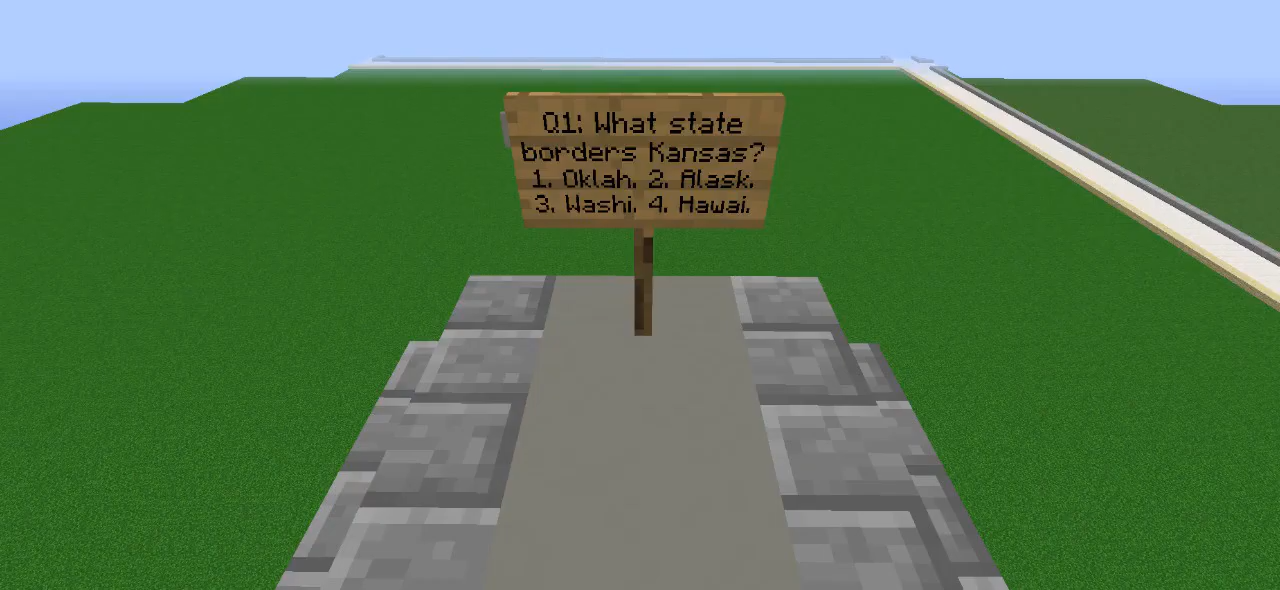 Q1: What state
borders Kansas?
1. Oklah. 2. Alask.
3. Washi. 4. Hawai.